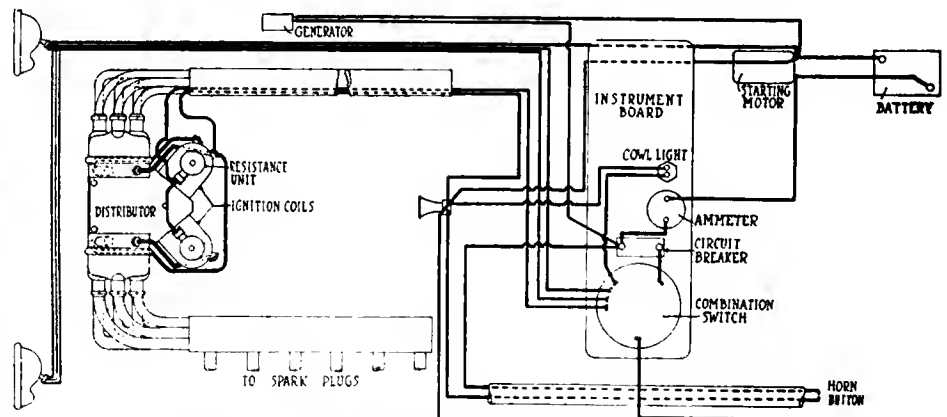 GENERATOR
INSTRUMENT
BOARD
STARTING
MOTOR
BATTERY
COWL LIGHT
RESISTANCE
UNIT
IGNITION COILS
DISTRIBUTOR
AMMETER
CIRCUIT
BREAKER
COMBINATION
SWITCH
TO SPARK PLUGS
HORN
BUTTON